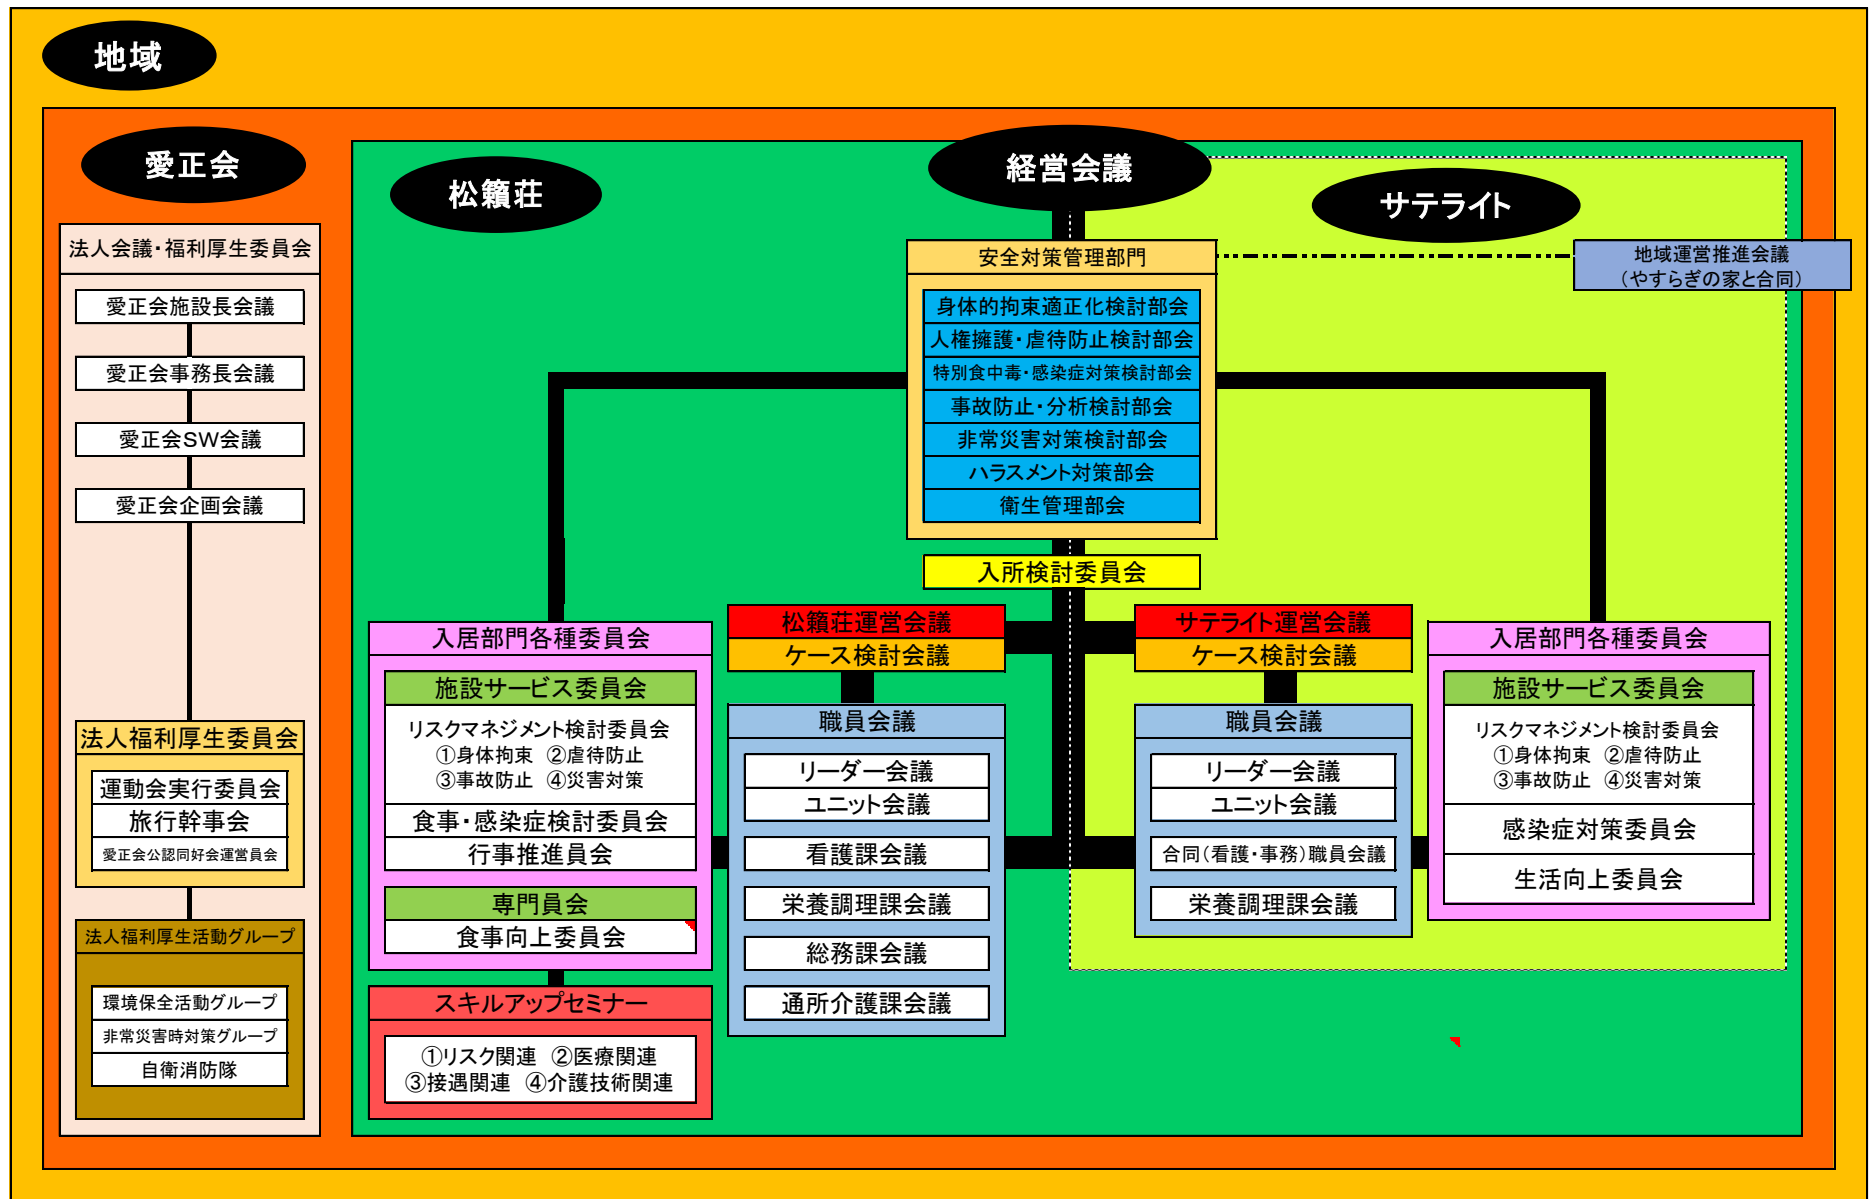 地域
愛正会
法人会議・福利厚生委員会
愛正会施設長会議
愛正会事務長会議
愛正会SW会議
愛正会企画会議
法人福利厚生委員会
運動会実行委員会
旅行幹事会
愛正会公認同好会運営員会
法人福利厚生活動グループ
環境保全活動グループ
非常災害時対策グループ
自衛消防隊
松籟荘
経営会議
サテライト
安全対策管理部門
身体的拘束適正化検討部会
人権擁護・虐待防止検討部会
特別食中毒・感染症対策検討部会
事故防止・分析検討部会
非常災害対策検討部会
ハラスメント対策部会
衛生管理部会
地域運営推進会議
（やすらぎの家と合同）
入所検討委員会
入居部門各種委員会
施設サービス委員会
リスクマネジメント検討委員会
①身体拘束 ②虐待防止
③事故防止 ④災害対策
食事・感染症検討委員会
行事推進員会
専門員会
食事向上委員会
スキルアップセミナー
①リスク関連 ②医療関連
③接遇関連 ④介護技術関連
松籟荘運営会議
ケース検討会議
職員会議
リーダー会議
ユニット会議
看護課会議
栄養調理課会議
総務課会議
通所介護課会議
サテライト運営会議
ケース検討会議
職員会議
リーダー会議
ユニット会議
合同（看護・事務）職員会議
栄養調理課会議
入居部門各種委員会
施設サービス委員会
リスクマネジメント検討委員会
①身体拘束 ②虐待防止
③事故防止 ④災害対策
感染症対策委員会
生活向上委員会